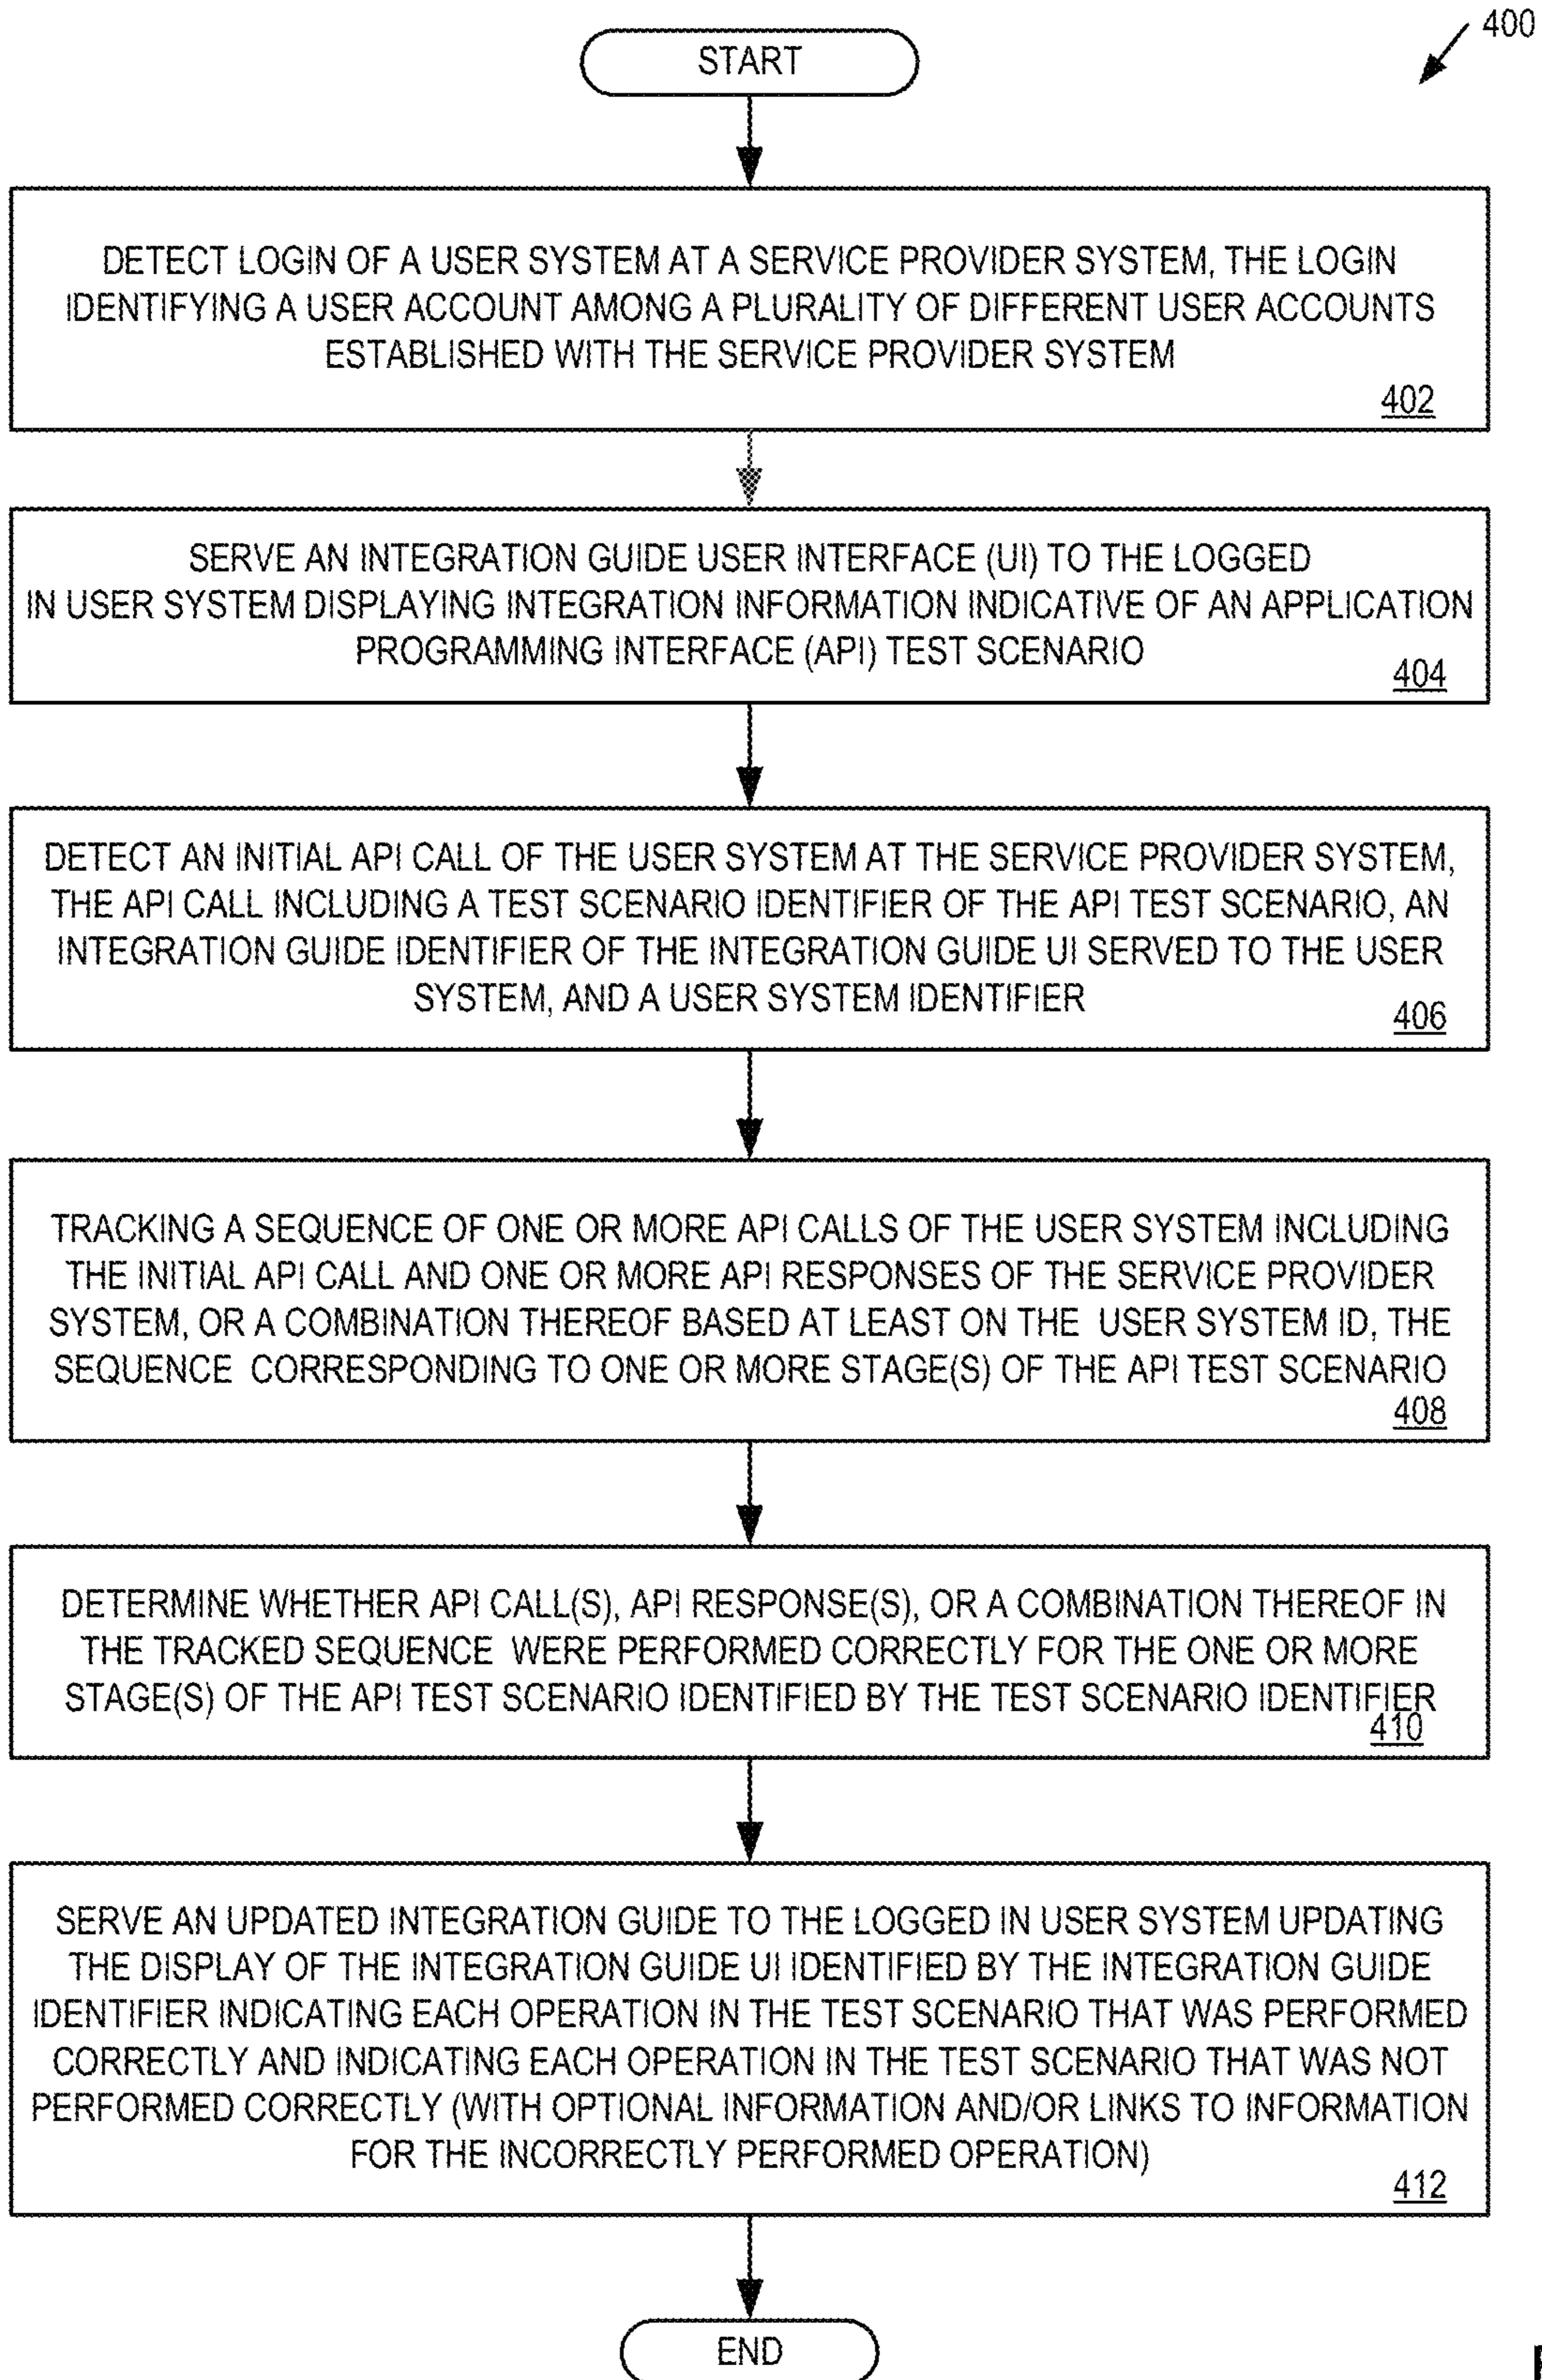 400
START
DETECT LOGIN OF A USER SYSTEM AT A SERVICE PROVIDER SYSTEM, THE LOGIN
IDENTIFYING A USER ACCOUNT AMONG A PLURALITY OF DIFFERENT USER ACCOUNTS
ESTABLISHED WITH THE SERVICE PROVIDER SYSTEM
402
SERVE AN INTEGRATION GUIDE USER INTERFACE (UI) TO THE LOGGED
IN USER SYSTEM DISPLAYING INTEGRATION INFORMATION INDICATIVE OF AN APPLICATION
PROGRAMMING INTERFACE (API) TEST SCENARIO
404
DETECT AN INITIAL API CALL OF THE USER SYSTEM AT THE SERVICE PROVIDER SYSTEM,
THE API CALL INCLUDING A TEST SCENARIO IDENTIFIER OF THE API TEST SCENARIO, AN
INTEGRATION GUIDE IDENTIFIER OF THE INTEGRATION GUIDE UI SERVED TO THE USER
SYSTEM, AND A USER SYSTEM IDENTIFIER
406
TRACKING A SEQUENCE OF ONE OR MORE API CALLS OF THE USER SYSTEM INCLUDING
THE INITIAL API CALL AND ONE OR MORE API RESPONSES OF THE SERVICE PROVIDER
SYSTEM, OR A COMBINATION THEREOF BASED AT LEAST ON THE USER SYSTEM ID, THE
SEQUENCE CORRESPONDING TO ONE OR MORE STAGE(S) OF THE API TEST SCENARIO
408
DETERMINE WHETHER API CALL(S), API RESPONSE(S), OR A COMBINATION THEREOF IN
THE TRACKED SEQUENCE WERE PERFORMED CORRECTLY FOR THE ONE OR MORE
STAGE(S) OF THE API TEST SCENARIO IDENTIFIED BY THE TEST SCENARIO IDENTIFIER
410
SERVE AN UPDATED INTEGRATION GUIDE TO THE LOGGED IN USER SYSTEM UPDATING
THE DISPLAY OF THE INTEGRATION GUIDE UI IDENTIFIED BY THE INTEGRATION GUIDE
IDENTIFIER INDICATING EACH OPERATION IN THE TEST SCENARIO THAT WAS PERFORMED
CORRECTLY AND INDICATING EACH OPERATION IN THE TEST SCENARIO THAT WAS NOT
PERFORMED CORRECTLY (WITH OPTIONAL INFORMATION AND/OR LINKS TO INFORMATION
FOR THE INCORRECTLY PERFORMED OPERATION)
412
END